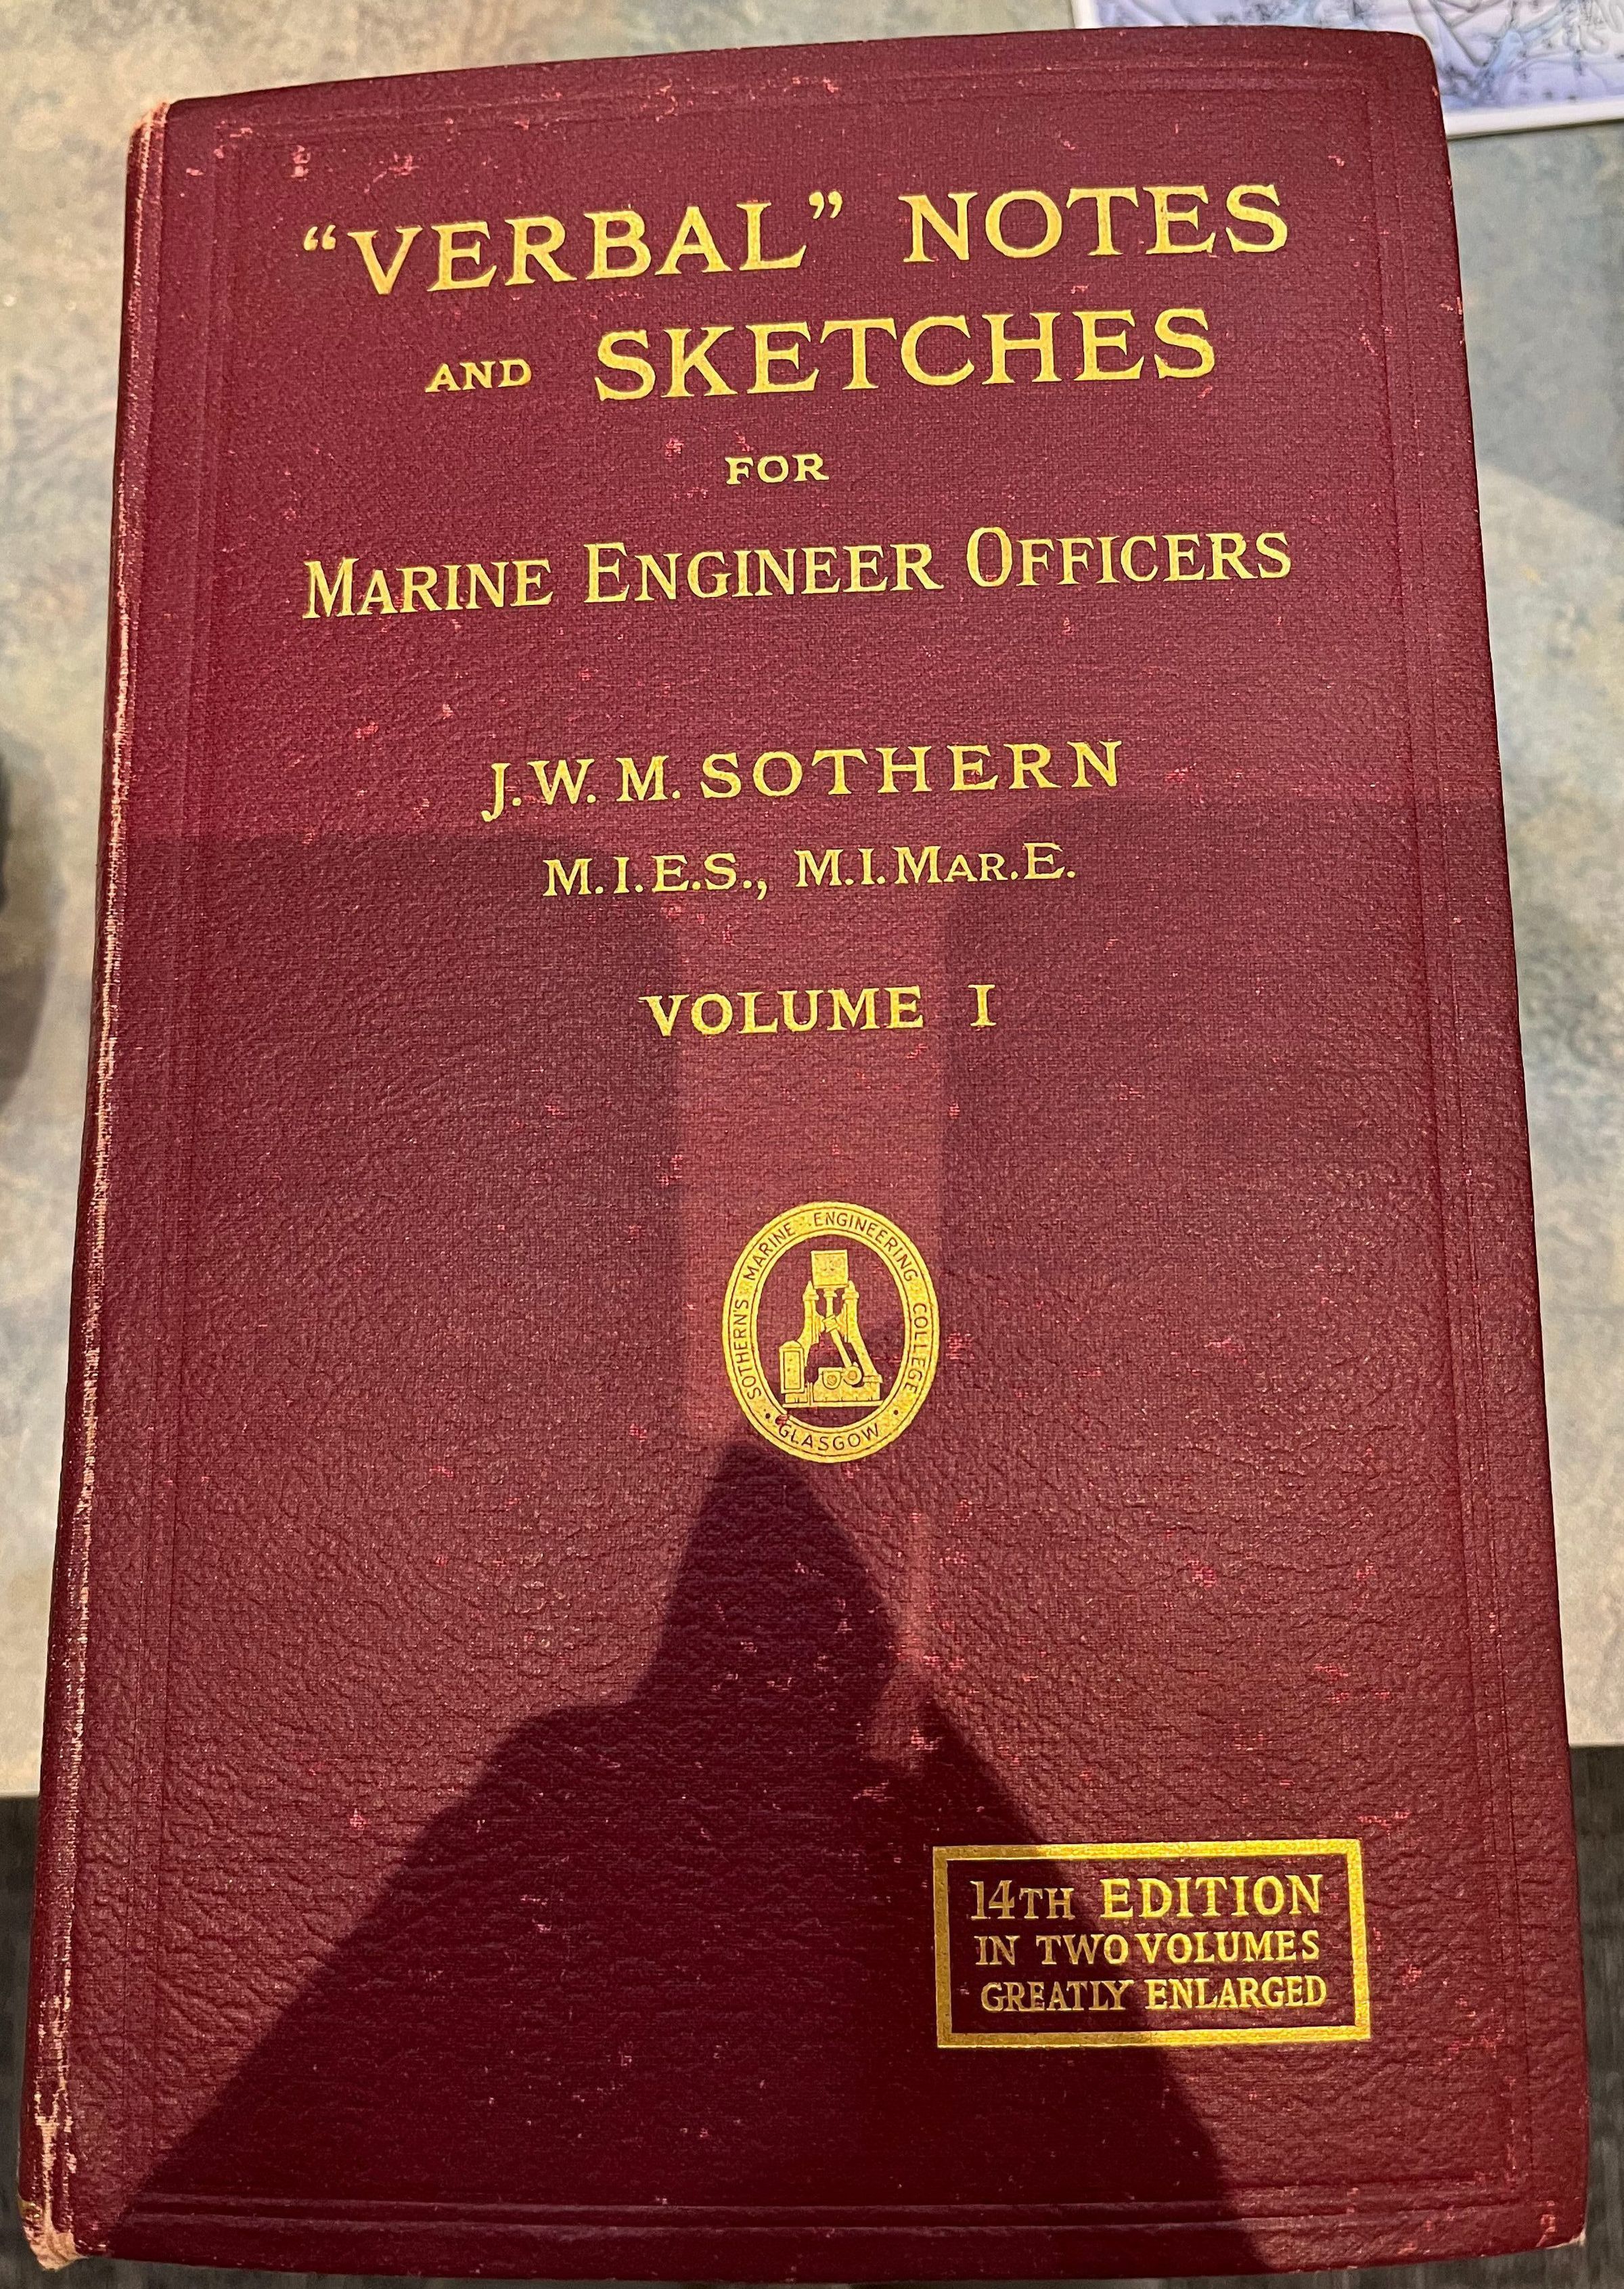 “VERBAL” NOTES
AND SKETCHES
FOR
MARINE ENGINEER OFFICERS
J. W. M. SOTHERN
M.I.E.S., M.I.MAR.E.
VOLUME I
SOTHERN'S MARINE ENGINEERING COLLEGE
• GLASGOW •
14TH EDITION
IN TWO VOLUMES
GREATLY ENLARGED